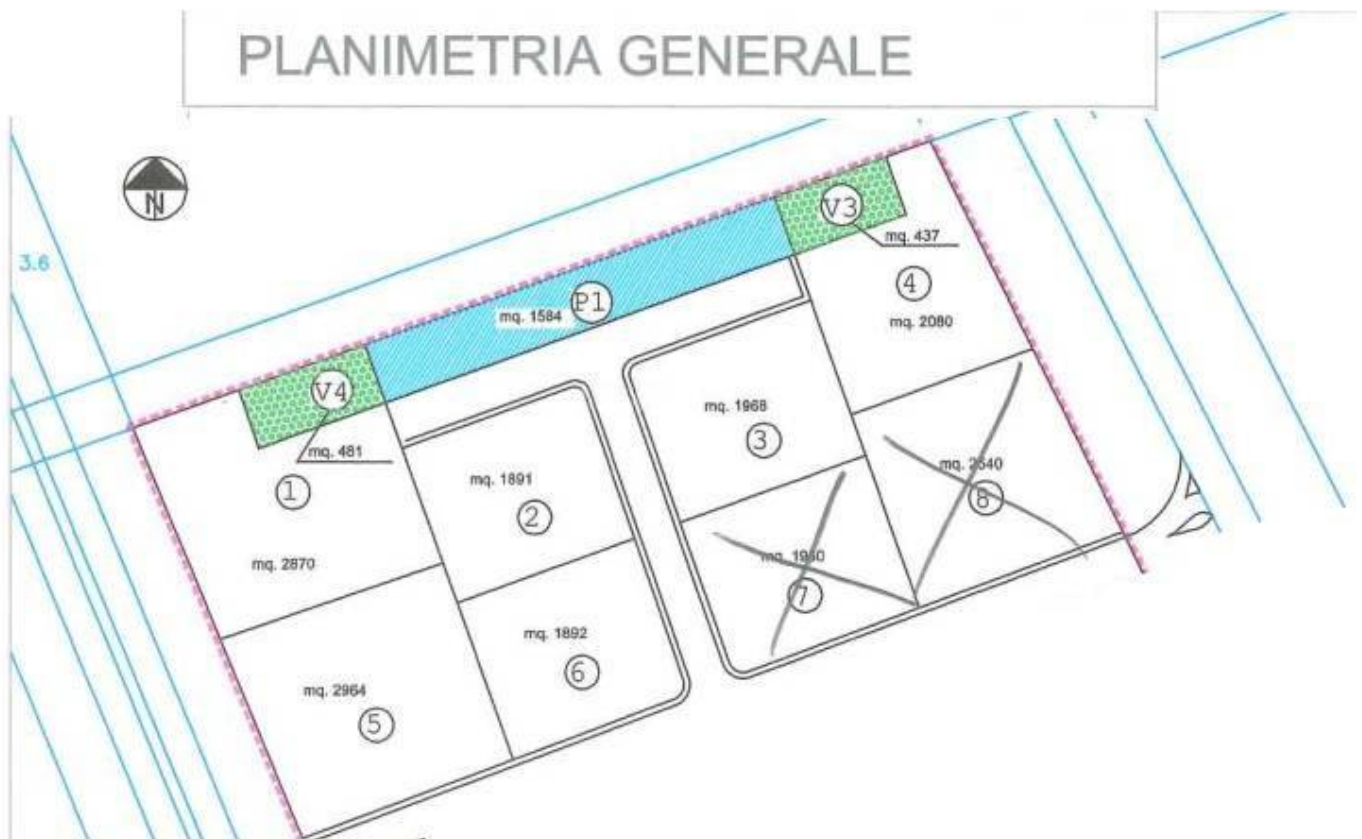 PLANIMETRIA GENERALE
N
3.6
V3
mq. 437
4
mq. 2080
P1
mq. 1584
V4
mq. 481
1
mq. 2870
mq. 1891
2
mq. 1968
3
mq. 2640
8
mq. 1960
7
mq. 1892
6
mq. 2964
5